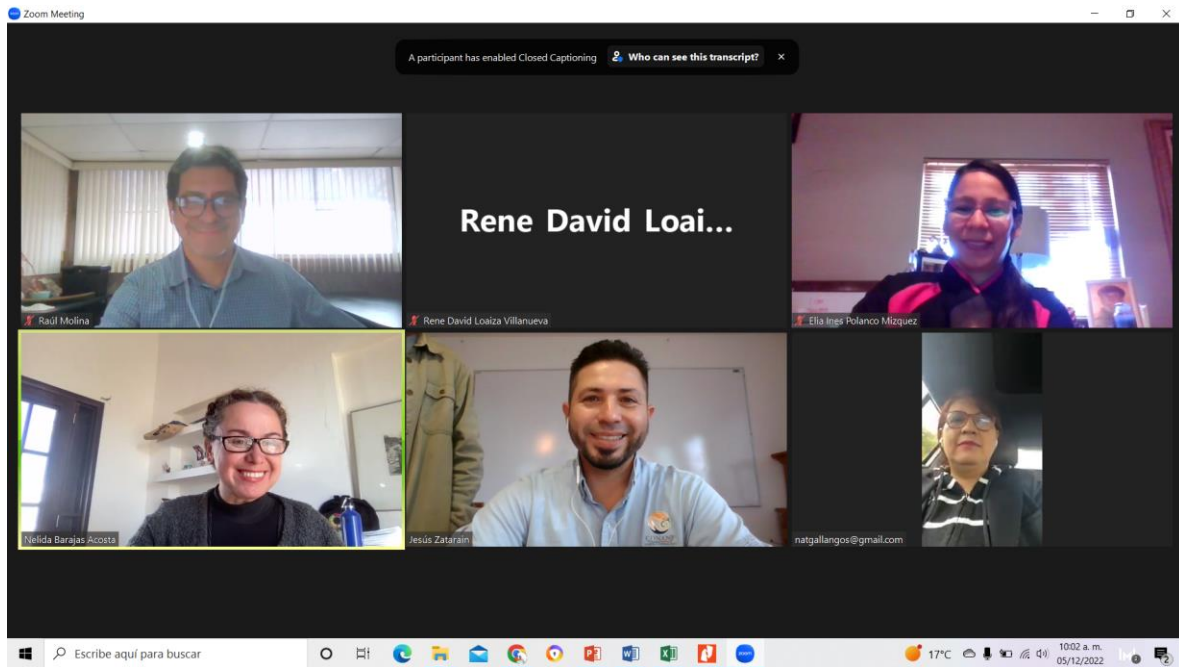 Zoom Meeting
A participant has enabled Closed Captioning Who can see this transcript?
Rene David Loai...
Raúl Molina
Rene David Loaiza Villanueva
Elia Ines Polanco Mizquez
Nelida Barajas Acosta
Jesús Zatarain
natgallangos@gmail.com
Escribe aquí para buscar
zoom
17°C
10:02 a. m.
05/12/2022
2